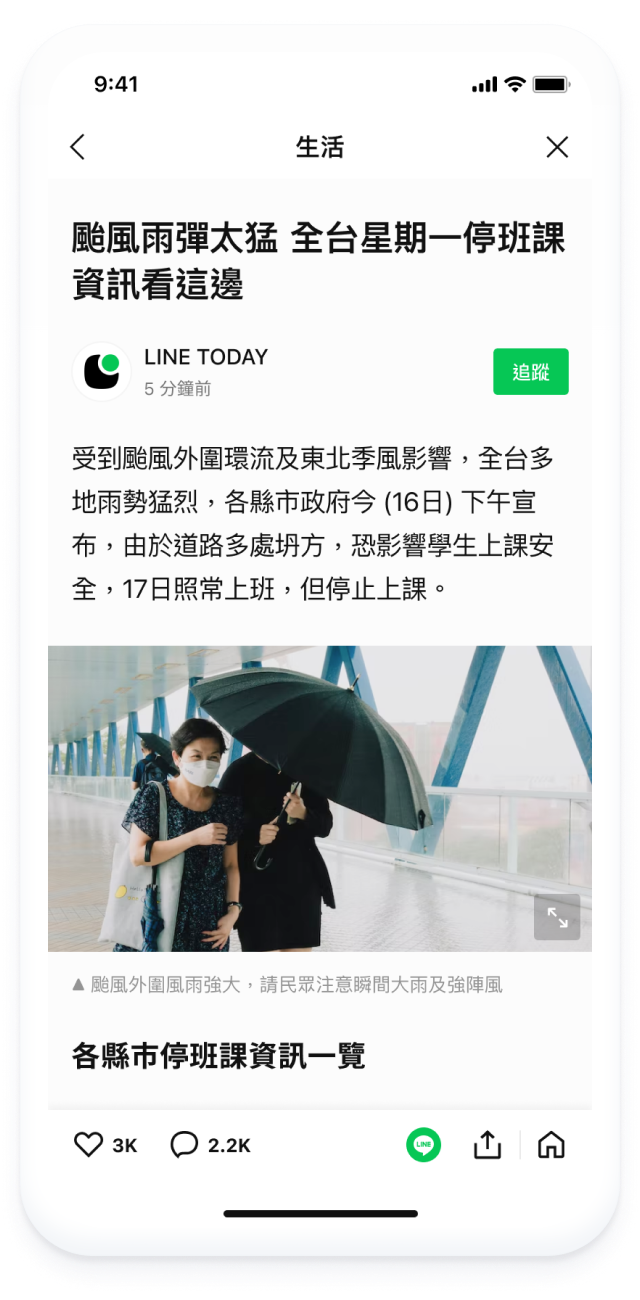 9:41
生活
颱風雨彈太猛 全台星期一停班課
資訊看這邊
LINE TODAY
5 分鐘前
追蹤
受到颱風外圍環流及東北季風影響，全台多
地雨勢猛烈，各縣市政府今 (16日) 下午宣
布，由於道路多處坍方，恐影響學生上課安
全，17日照常上班，但停止上課。
▲ 颱風外圍風雨強大，請民眾注意瞬間大雨及強陣風
各縣市停班課資訊一覽
3K
2.2K
LINE